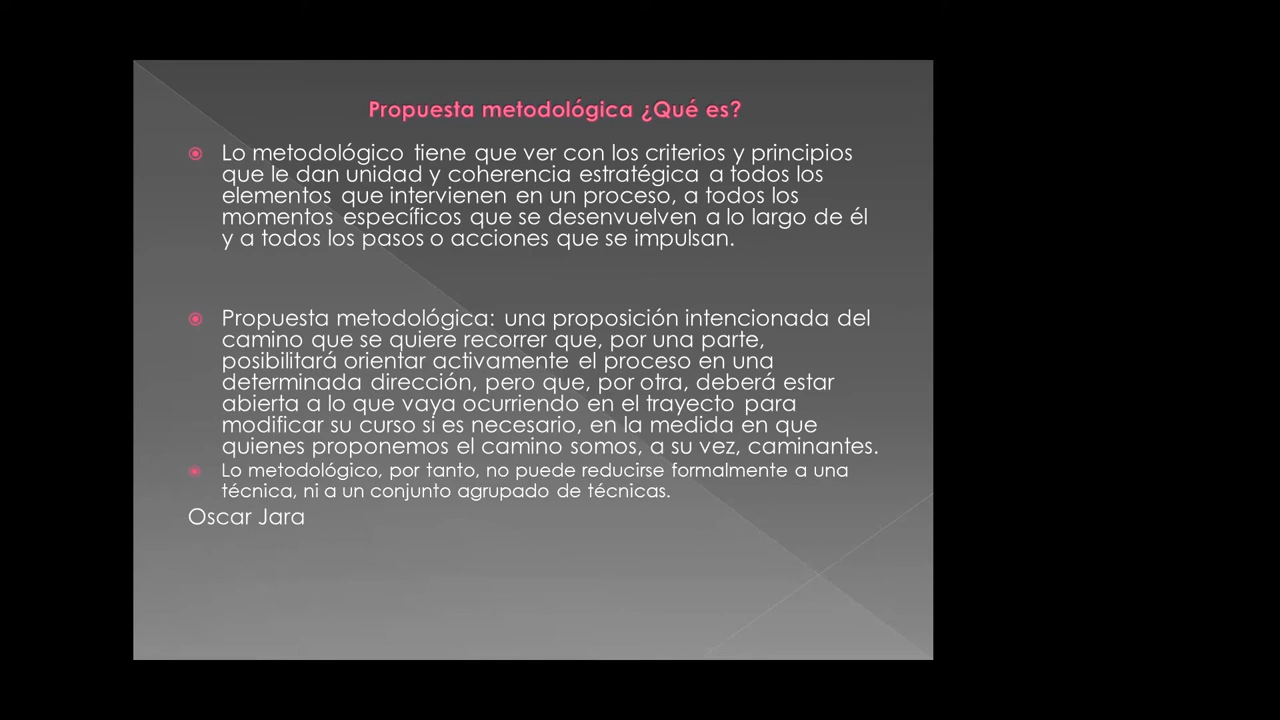 Propuesta metodológica ¿Qué es?
Lo metodológico tiene que ver con los criterios y principios
que le dan unidad y coherencia estratégica a todos los
elementos que intervienen en un proceso, a todos los
momentos específicos que se desenvuelven a lo largo de él
y a todos los pasos o acciones que se impulsan.
Propuesta metodológica: una proposición intencionada del
camino que se quiere recorrer que, por una parte,
posibilitará orientar activamente el proceso en una
determinada dirección, pero que, por otra, deberá estar
abierta a lo que vaya ocurriendo en el trayecto para
modificar su curso si es necesario, en la medida en que
quienes proponemos el camino somos, a su vez, caminantes.
Lo metodológico, por tanto, no puede reducirse formalmente a una
técnica, ni a un conjunto agrupado de técnicas.
Oscar Jara